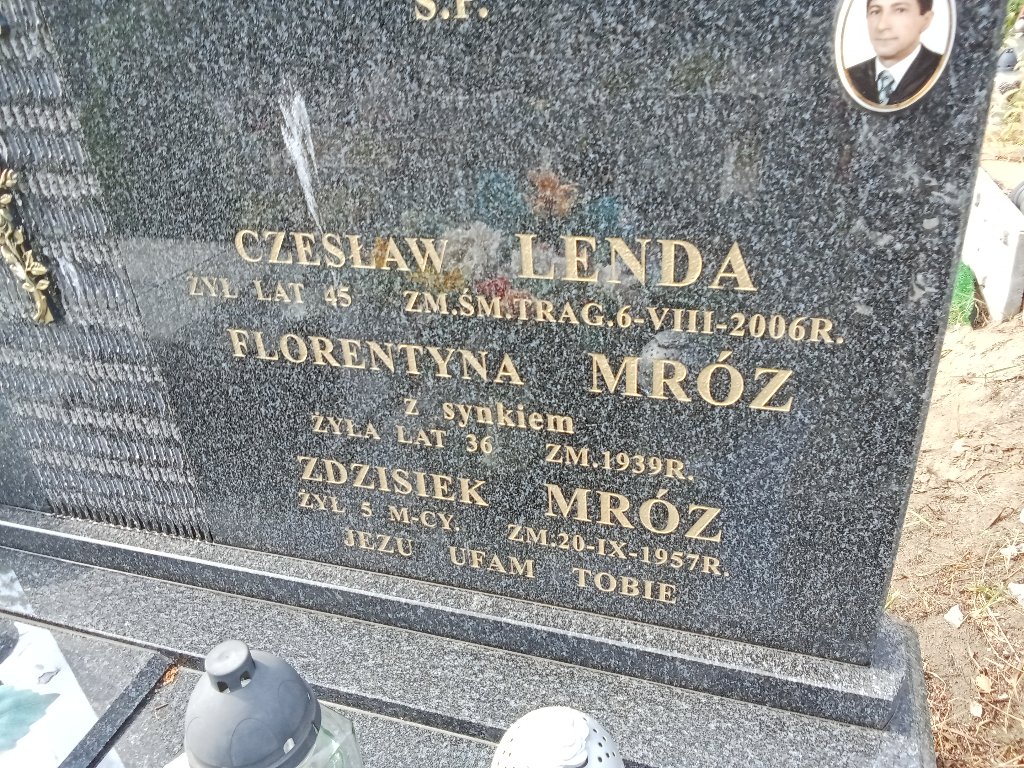 Ś.P.
CZESŁAW LENDA
ŻYŁ LAT 45 ZM.ŚM.TRAG.6-VIII-2006R.
FLORENTYNA MRÓZ
z synkiem
ŻYŁA LAT 36 ZM.1939R.
ZDZISIEK MRÓZ
ŻYŁ 5 M-CY. ZM.20-IX-1957R.
JEZU UFAM TOBIE